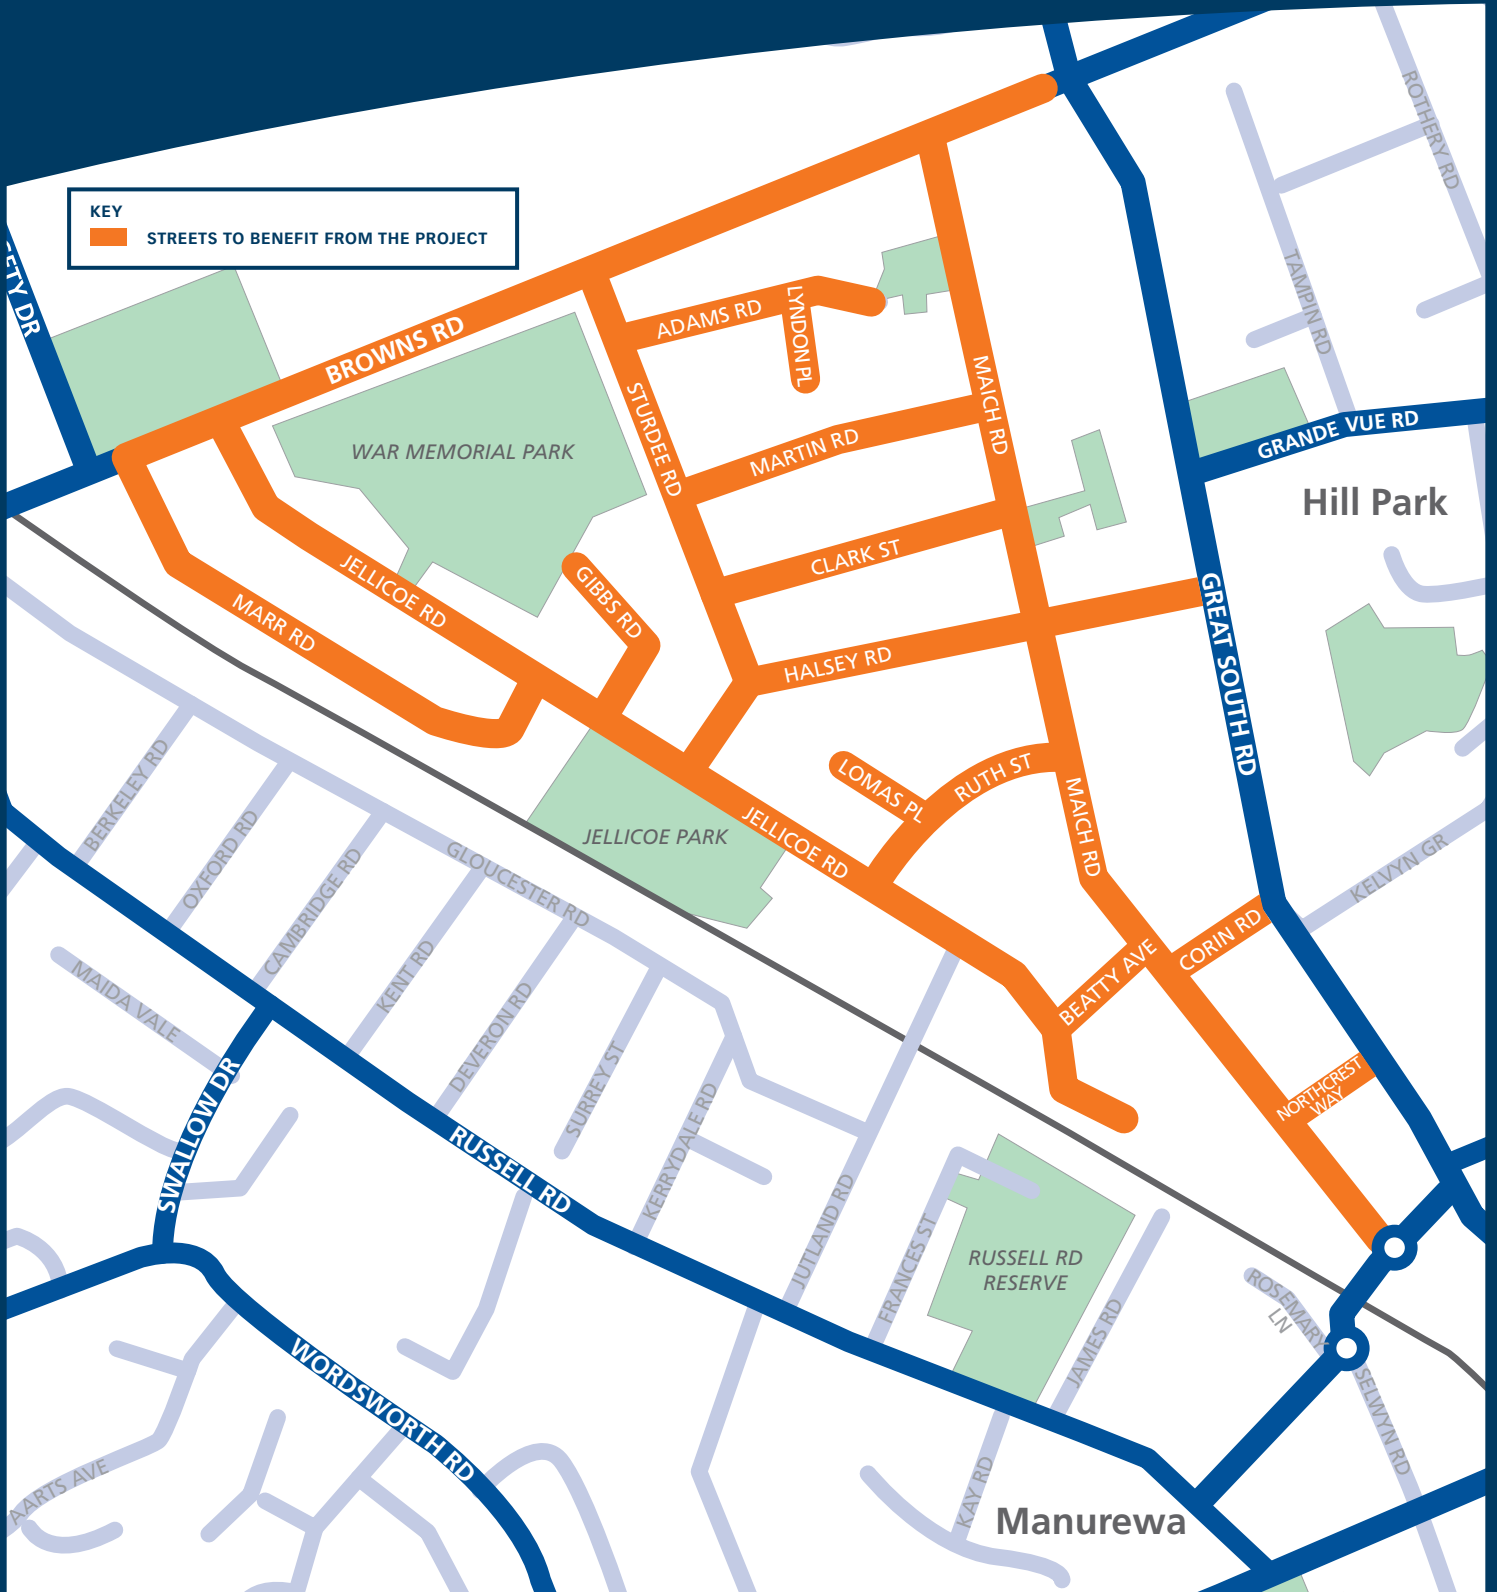 KEY
STREETS TO BENEFIT FROM THE PROJECT
ROTHERY RD
TAMPIN RD
BROWNS RD
ADAMS RD
LYNDON PL
STURDEE RD
MAICH RD
MARTIN RD
GRANDE VUE RD
WAR MEMORIAL PARK
Hill Park
CLARK ST
JELLICOE RD
GIBBS RD
MARR RD
HALSEY RD
GREAT SOUTH RD
BERKELEY RD
OXFORD RD
CAMBRIDGE RD
GLOUCESTER RD
JELLICOE PARK
JELLICOE RD
LOMAS PL
RUTH ST
MAICH RD
KELVYN GR
CORIN RD
BEATTY AVE
MAIDA VALE
KENT RD
DEVERON RD
SURREY ST
KERRYDALE RD
NORTHCREST
WAY
SWALLOW DR
RUSSELL RD
JUTLAND RD
FRANCES ST
RUSSELL RD
RESERVE
JAMES RD
ROSEMARY
LN
SELWYN RD
WORDSWORTH RD
AARTS AVE
KAY RD
Manurewa
DR